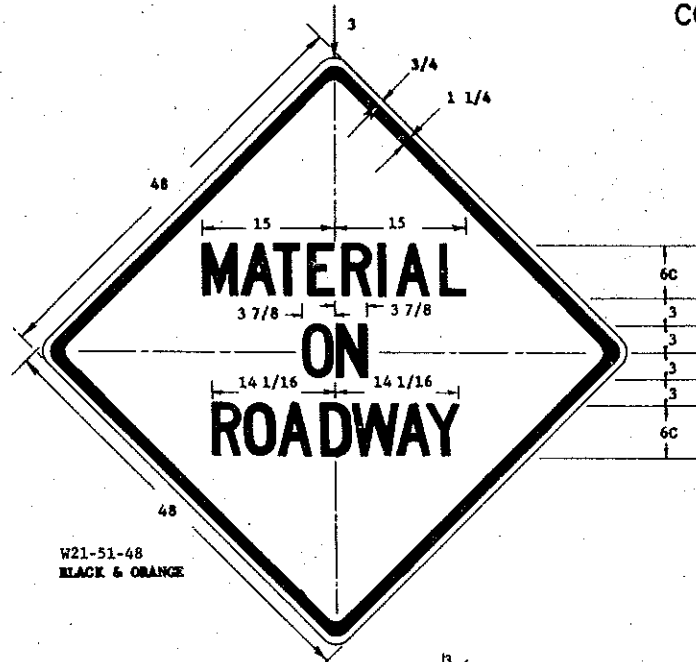 CO
3
3/4
1 1/4
48
15 15
MATERIAL
6C
3 7/8 3 7/8
3
3
ON
3
14 1/16 14 1/16
3
ROADWAY
6C
48
W21-51-48
BLACK & ORANGE
3